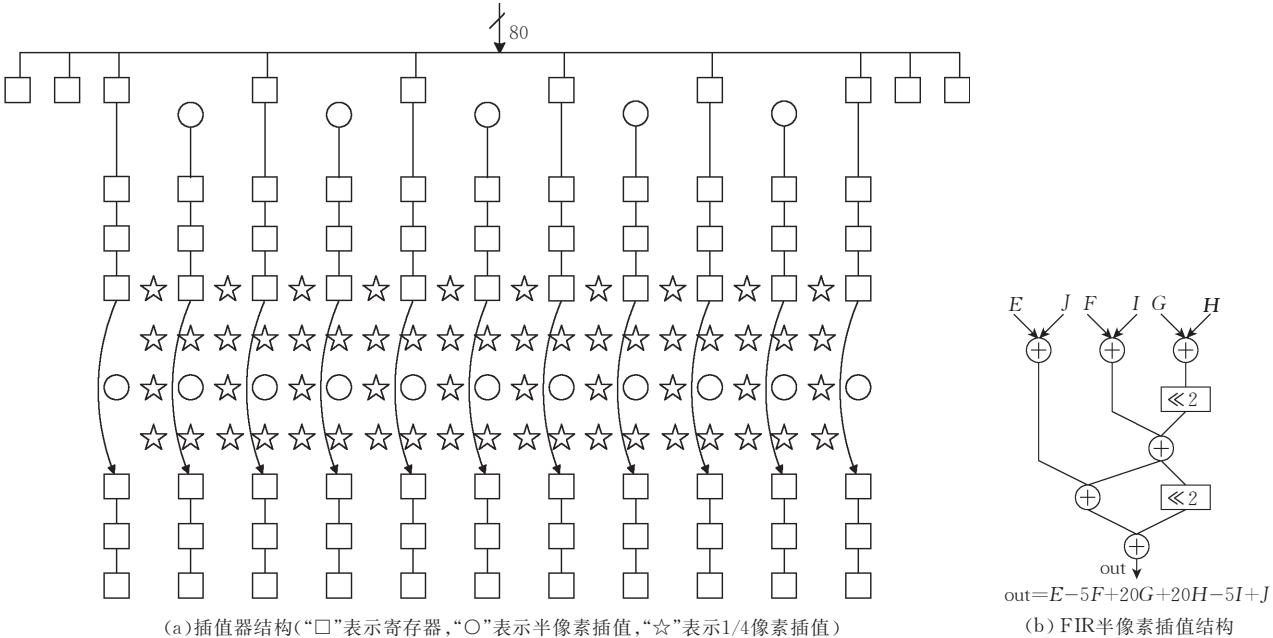 80
E J F I G H
≪2
≪2
out
out=E−5F+20G+20H−5I+J
(a)插值器结构(“□”表示寄存器,“○”表示半像素插值,“☆”表示1/4像素插值)
(b) FIR半像素插值结构